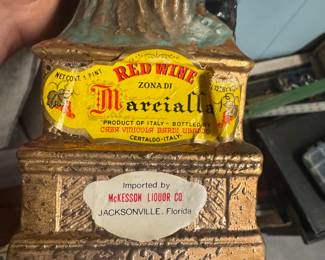 NET CONT. 1 PINT
RED WINE
ZONA DI
Marcialla
PRODUCT OF ITALY - BOTTLED BY
CASA VINICOLA BARDI UBALDO
CERTALDO - ITALY
Imported by
McKESSON LIQUOR CO.
JACKSONVILLE, Florida